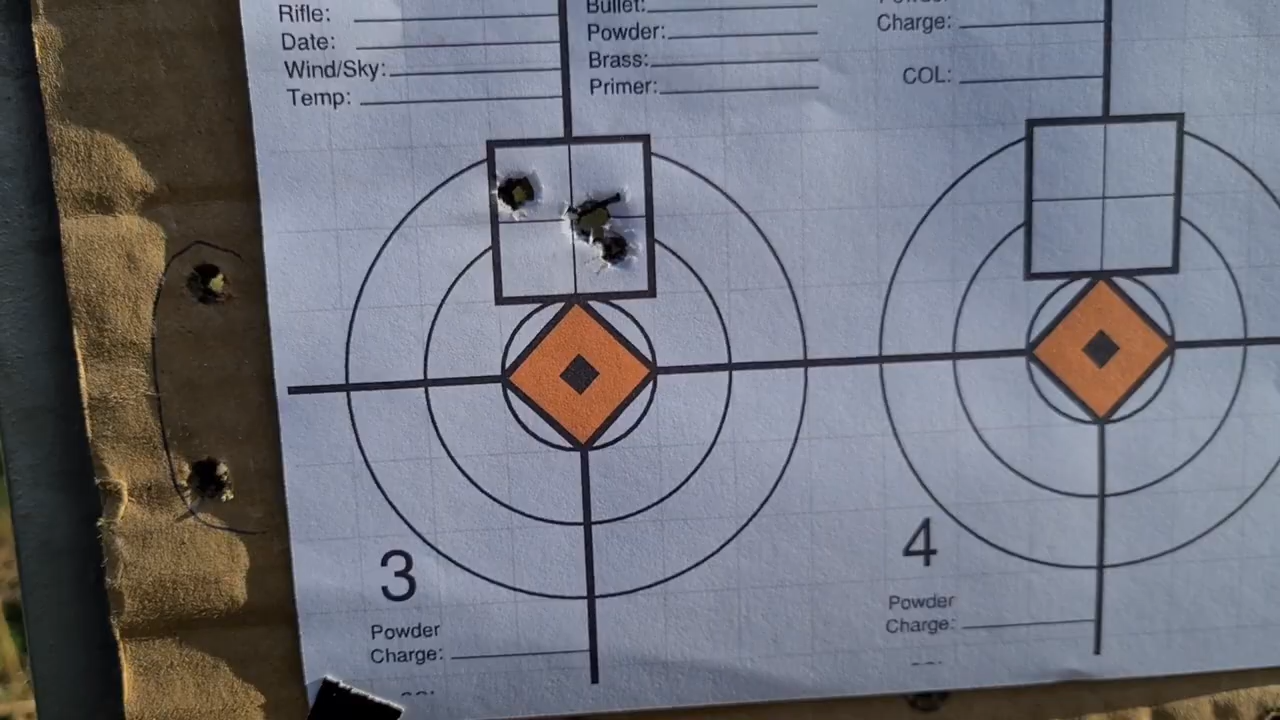 Rifle:
Date:
Wind/Sky:
Temp:
Bullet:
Powder:
Brass:
Primer:
Charge:
COL:
3
Powder
Charge:
4
Powder
Charge: